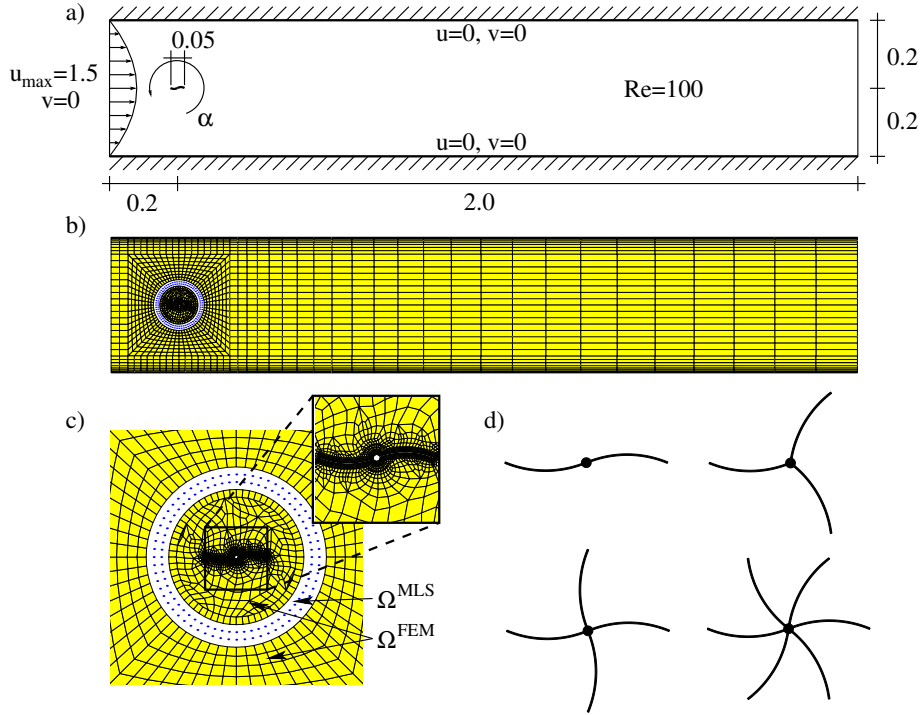 a)
0.05
u=0, v=0
u_max=1.5
v=0
α
Re=100
0.2
0.2
u=0, v=0
0.2
2.0
b)
c)
d)
Ω^MLS
Ω^FEM